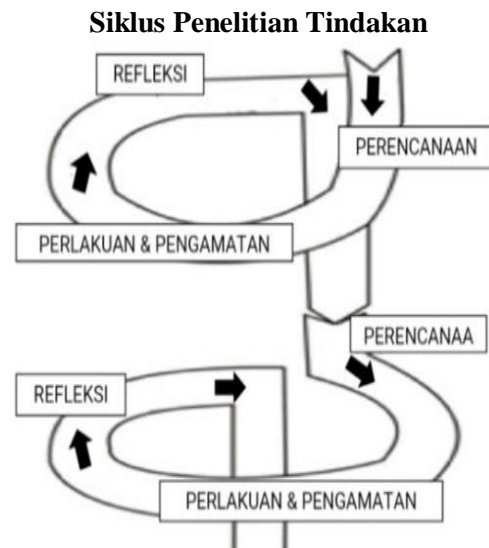 Siklus Penelitian Tindakan
REFLEKSI
PERENCANAAN
PERLAKUAN & PENGAMATAN
PERENCANAA
REFLEKSI
PERLAKUAN & PENGAMATAN